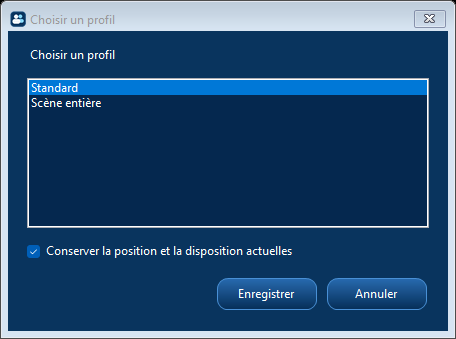 Choisir un profil
Choisir un profil
Standard
Scène entière
Conserver la position et la disposition actuelles
Enregistrer
Annuler